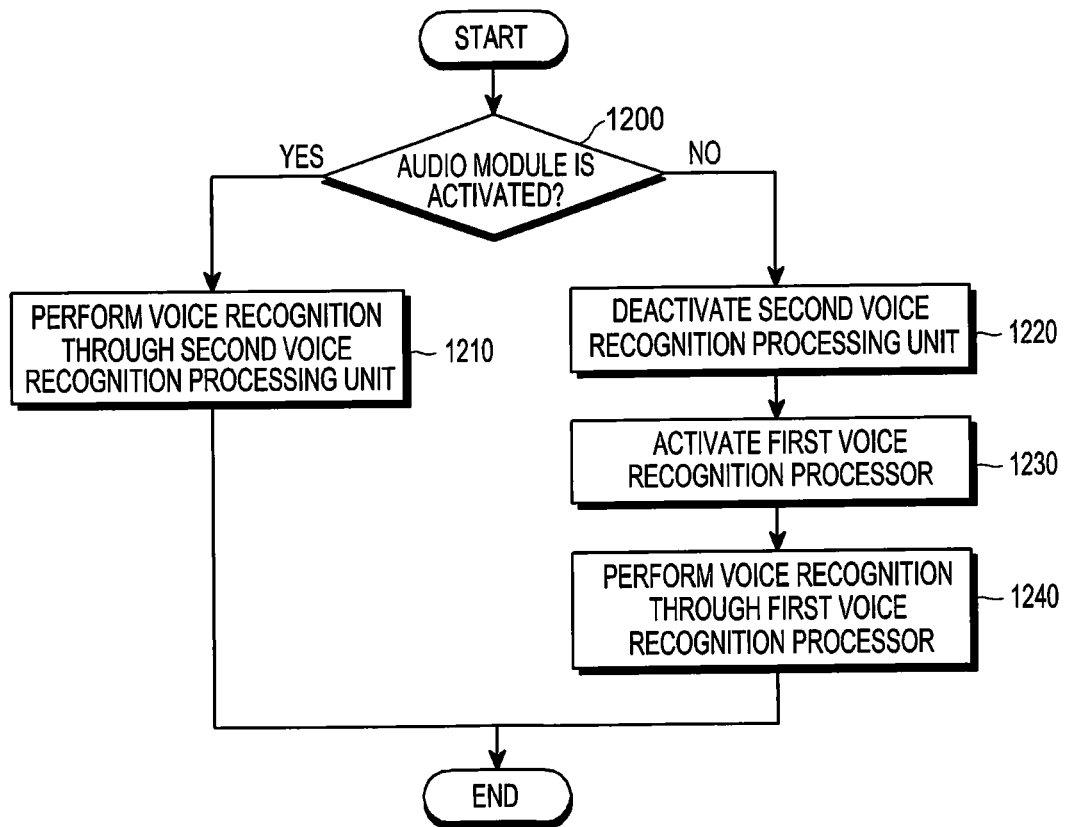 START
1200
YES
AUDIO MODULE IS
ACTIVATED?
NO
PERFORM VOICE RECOGNITION
THROUGH SECOND VOICE
RECOGNITION PROCESSING UNIT
1210
DEACTIVATE SECOND VOICE
RECOGNITION PROCESSING UNIT
1220
ACTIVATE FIRST VOICE
RECOGNITION PROCESSOR
1230
PERFORM VOICE RECOGNITION
THROUGH FIRST VOICE
RECOGNITION PROCESSOR
1240
END